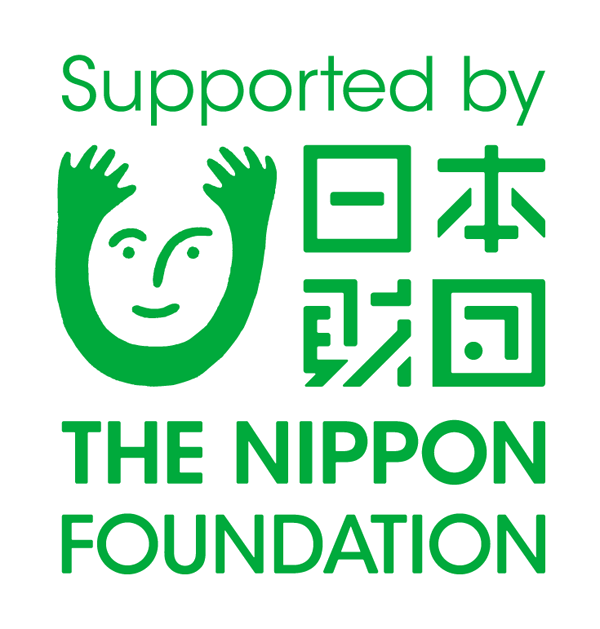 Supported by
日本
財団
THE NIPPON
FOUNDATION